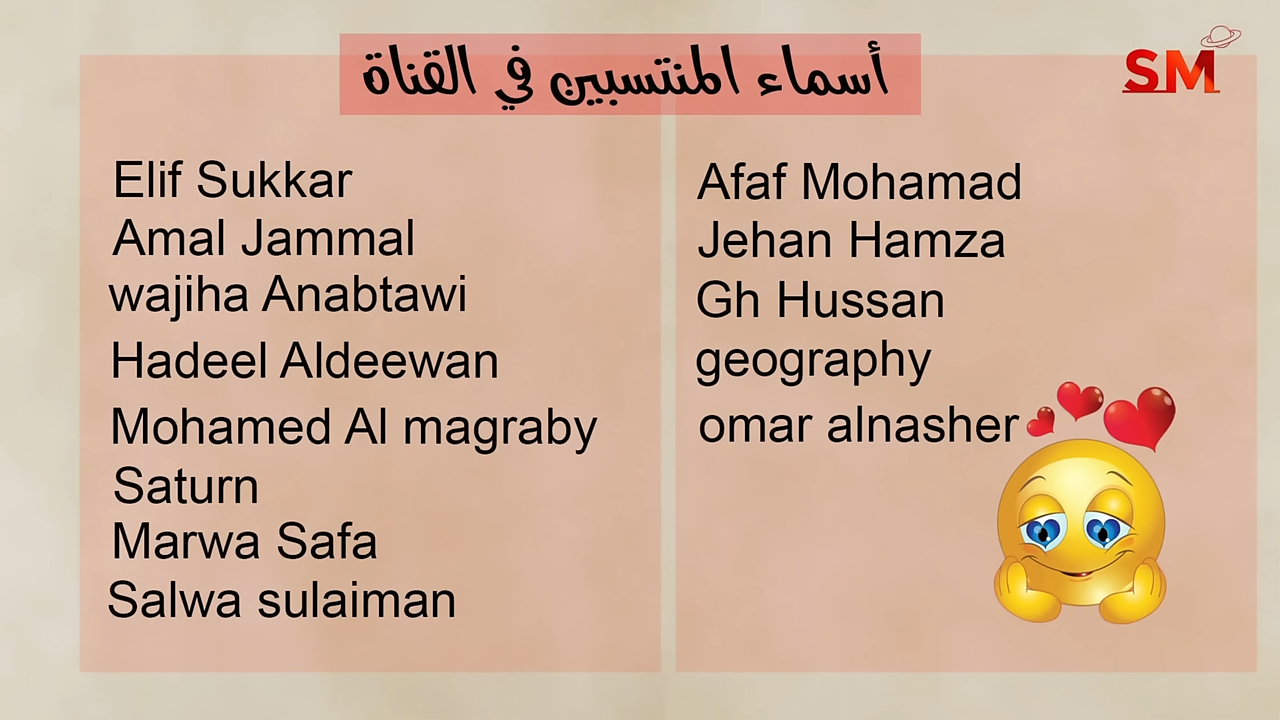 أسماء المنتسبين في القناة
SM
Elif Sukkar
Amal Jammal
wajiha Anabtawi
Hadeel Aldeewan
Mohamed Al magraby
Saturn
Marwa Safa
Salwa sulaiman
Afaf Mohamad
Jehan Hamza
Gh Hussan
geography
omar alnasher